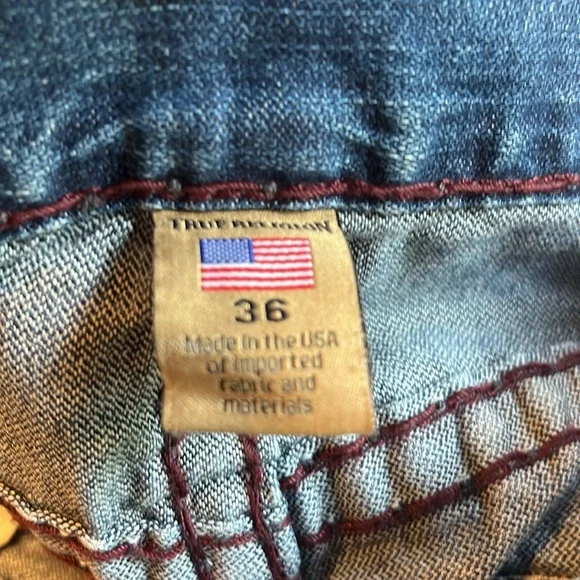 TRUE RELIGION
36
Made in the USA
of imported
fabric and
materials